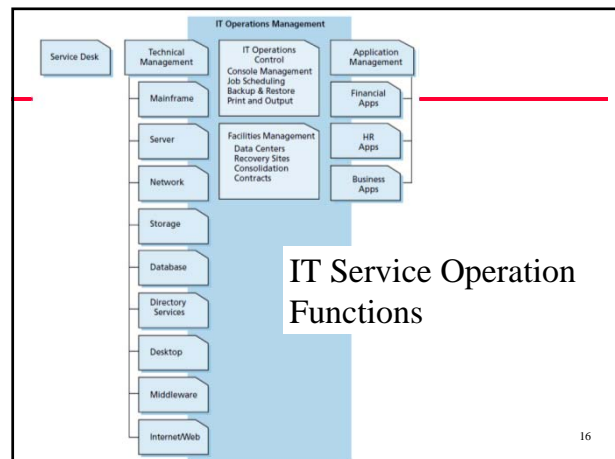 IT Operations Management
Service Desk
Technical
Management
Mainframe
Server
Network
Storage
Database
Directory
Services
Desktop
Middleware
Internet/Web
IT Operations
Control
Console Management
Job Scheduling
Backup & Restore
Print and Output
Facilities Management
Data Centers
Recovery Sites
Consolidation
Contracts
Application
Management
Financial
Apps
HR
Apps
Business
Apps
IT Service Operation
Functions
16